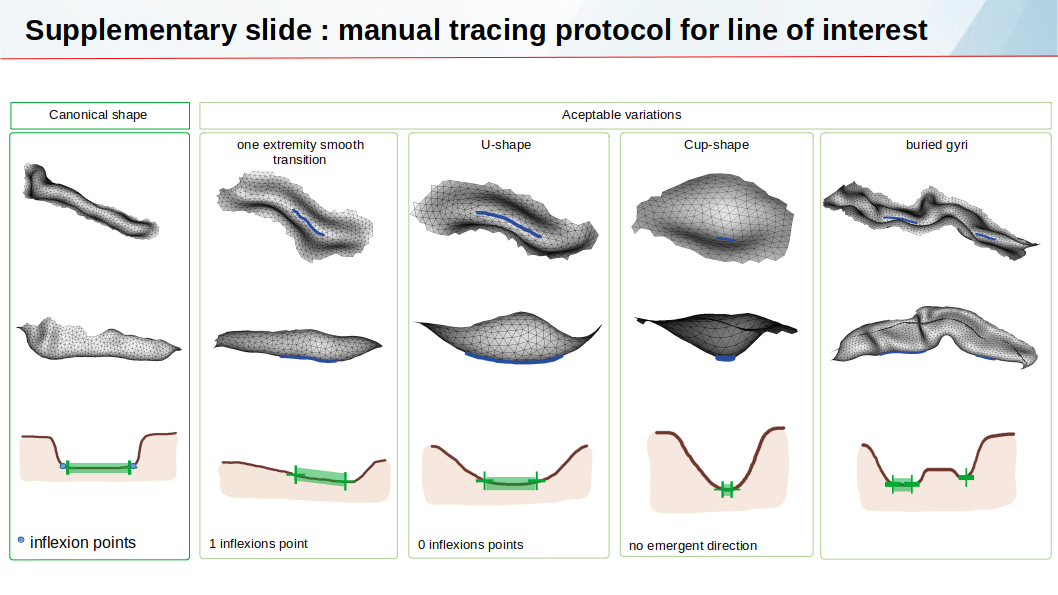 Supplementary slide : manual tracing protocol for line of interest
Canonical shape
Aceptable variations
one extremity smooth
transition
U-shape
Cup-shape
buried gyri
inflexion points
1 inflexions point
0 inflexions points
no emergent direction